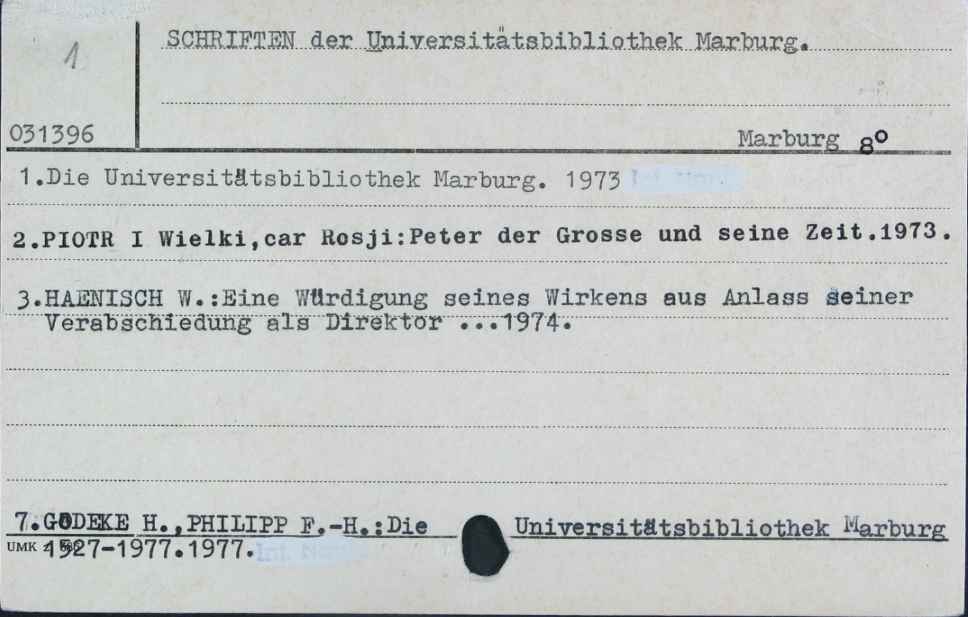 1
SCHRIFTEN der Universitätsbibliothek Marburg.
031396
Marburg 8°
1.Die Universitätsbibliothek Marburg. 1973
2.PIOTR I Wielki,car Rosji:Peter der Grosse und seine Zeit.1973.
3.HAENISCH W.:Eine Würdigung seines Wirkens aus Anlass seiner
Verabschiedung als Direktor ...1974.
7.GÖDEKE H.,PHILIPP F.-H.:Die Universitätsbibliothek Marburg
UMK 1927-1977.1977.